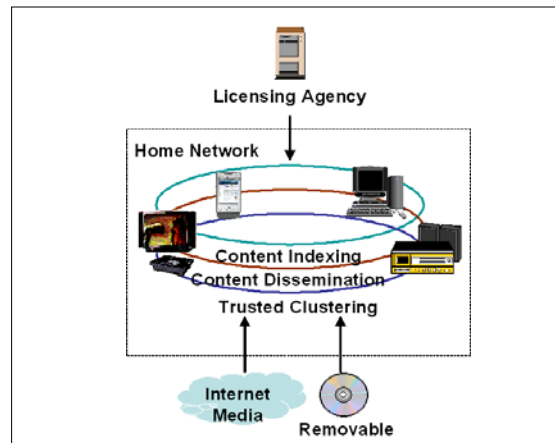 Licensing Agency
Home Network
Content Indexing
Content Dissemination
Trusted Clustering
Internet
Media
Removable